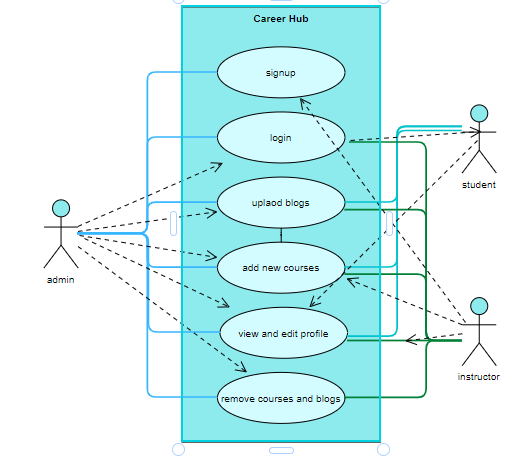 Career Hub
signup
login
student
uplaod blogs
add new courses
admin
view and edit profile
instructor
remove courses and blogs